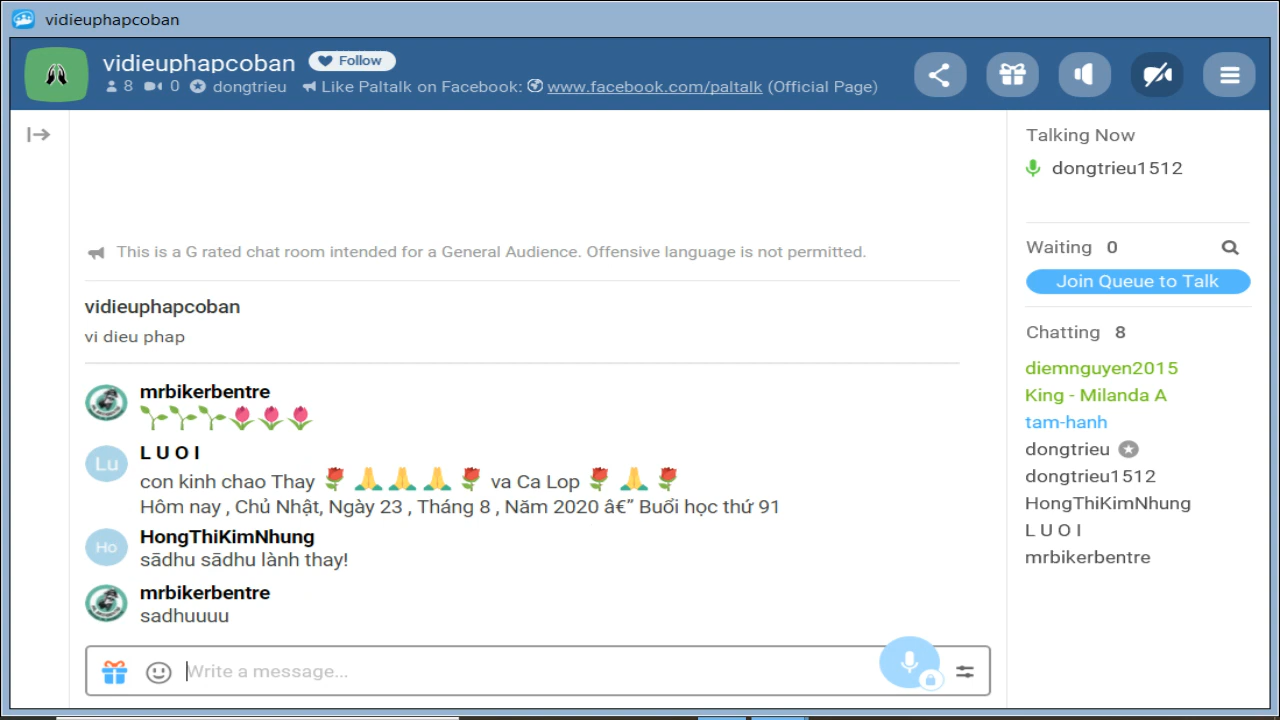 vidieuphapcoban
vidieuphapcoban Follow
8 0 dongtrieu Like Paltalk on Facebook: www.facebook.com/paltalk (Official Page)
This is a G rated chat room intended for a General Audience. Offensive language is not permitted.
vidieuphapcoban
vi dieu phap
mrbikerbentre
🌱🌱🌱🌷🌷🌷
Lu
L U O I
con kinh chao Thay 🌹🙏🙏🙏🌹 va Ca Lop 🌹🙏🌹
Hôm nay , Chủ Nhật, Ngày 23 , Tháng 8 , Năm 2020 â€” Buổi học thứ 91
Ho
HongThiKimNhung
sādhu sādhu lành thay!
mrbikerbentre
sadhuuuu
Write a message...
Talking Now
dongtrieu1512
Waiting 0
Join Queue to Talk
Chatting 8
diemnguyen2015
King - Milanda A
tam-hanh
dongtrieu
dongtrieu1512
HongThiKimNhung
L U O I
mrbikerbentre